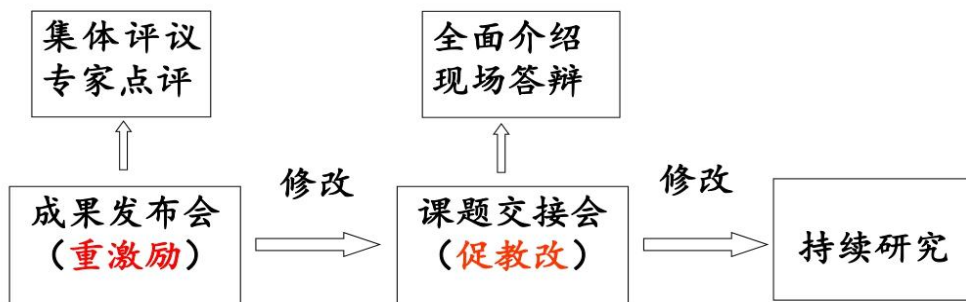 集体评议
专家点评
全面介绍
现场答辩
修改
修改
成果发布会
（重激励）
课题交接会
（促教改）
持续研究